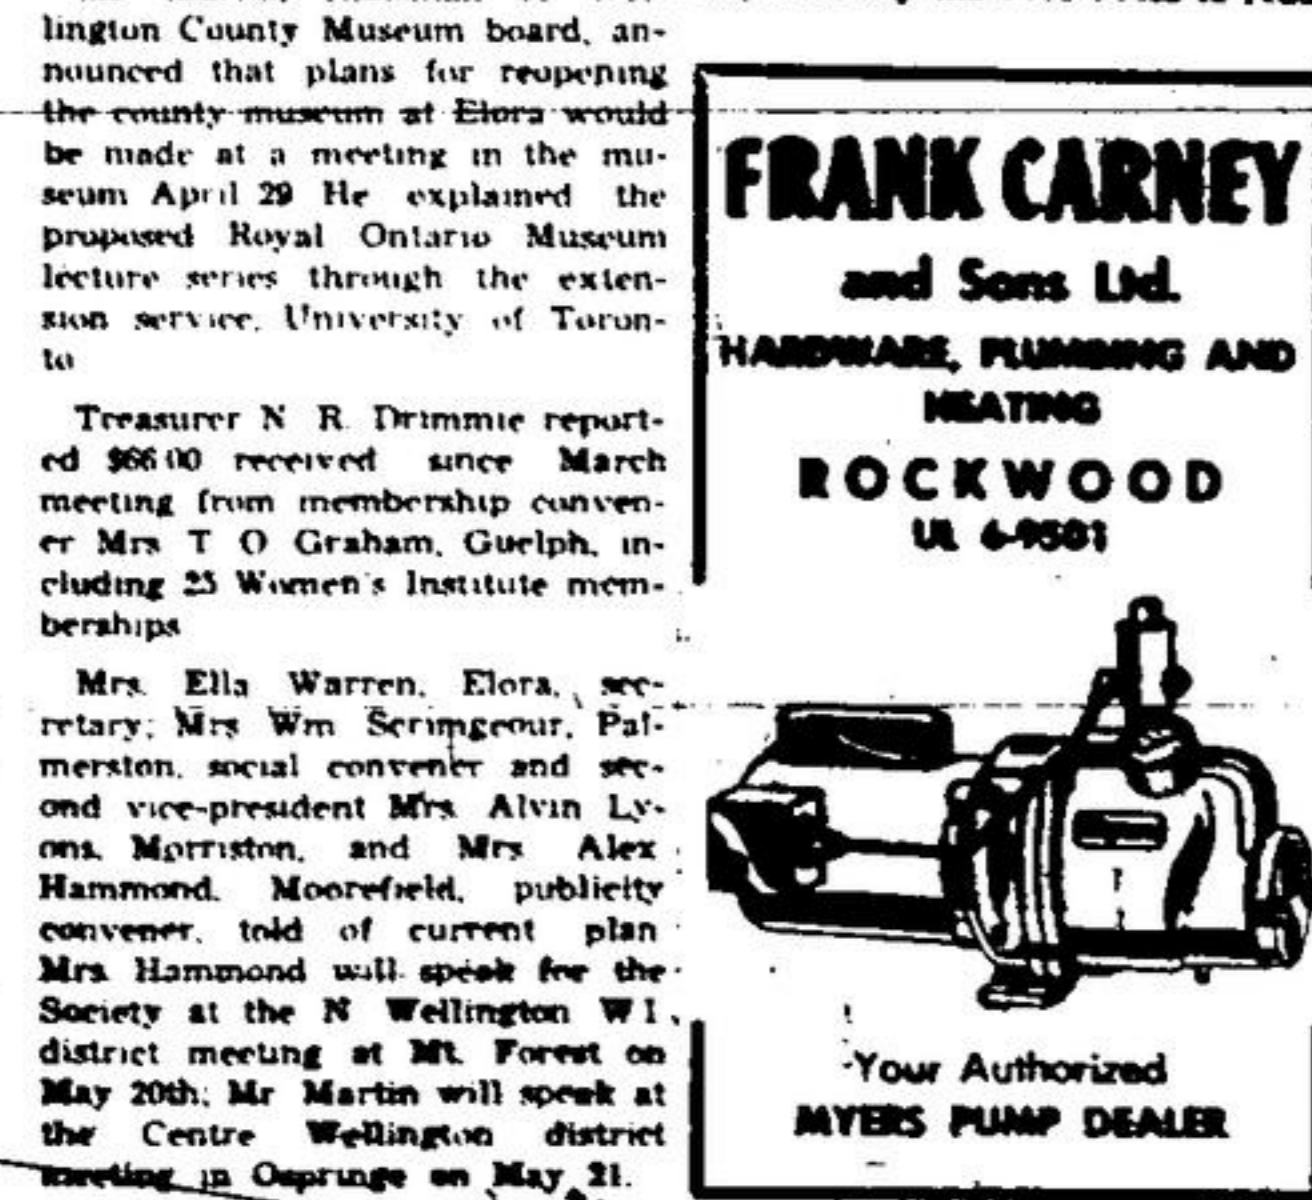 lington County Museum board, an-
nounced that plans for reopening
the county museum at Elora would
be made at a meeting in the mu-
seum April 29 He explained the
proposed Royal Ontario Museum
lecture series through the exten-
sion service, University of Toron-
to
Treasurer N R. Drimmie report-
ed $66 00 received since March
meeting from membership conven-
er Mrs T O Graham, Guelph, in-
cluding 25 Women's Institute mem-
berships
Mrs. Ella Warren, Elora, sec-
retary; Mrs Wm Scrimgeour, Pal-
merston, social convener and sec-
ond vice-president Mrs. Alvin Ly-
ons, Morriston, and Mrs Alex
Hammond, Moorefield, publicity
convener, told of current plan
Mrs. Hammond will speak for the
Society at the N Wellington W I.
district meeting at Mt. Forest on
May 20th; Mr Martin will speak at
the Centre Wellington district
meeting in Osprings on May 21.
FRANK CARNEY
and Sons Ltd.
HARDWARE, PLUMBING AND
HEATING
ROCKWOOD
UL 6-9501
Your Authorized
MYERS PUMP DEALER